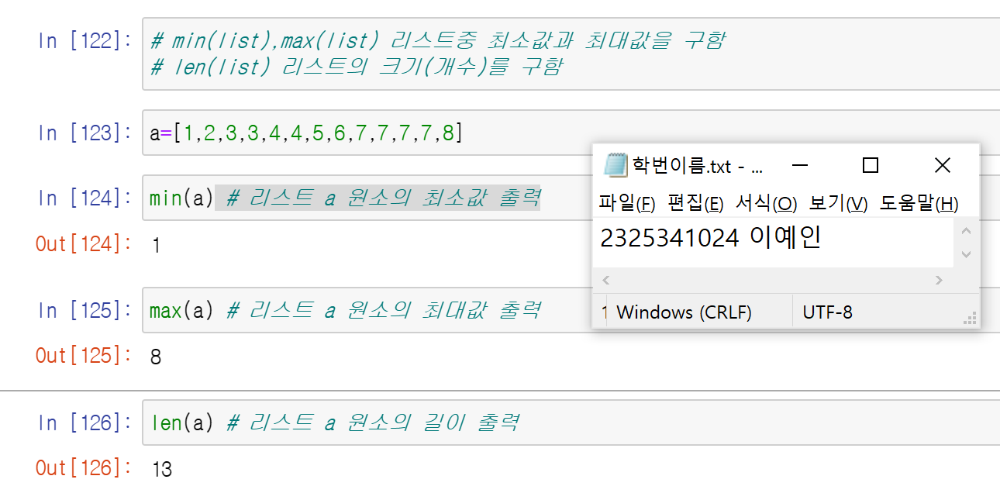 In [122]: # min(list),max(list) 리스트중 최소값과 최대값을 구함
# len(list) 리스트의 크기(개수)를 구함
In [123]: a=[1,2,3,3,4,4,5,6,7,7,7,7,8]
In [124]: min(a) # 리스트 a 원소의 최소값 출력
Out[124]: 1
In [125]: max(a) # 리스트 a 원소의 최대값 출력
Out[125]: 8
In [126]: len(a) # 리스트 a 원소의 길이 출력
Out[126]: 13
학번이름.txt - ...
파일(F) 편집(E) 서식(O) 보기(V) 도움말(H)
2325341024 이예인
1 Windows (CRLF) UTF-8